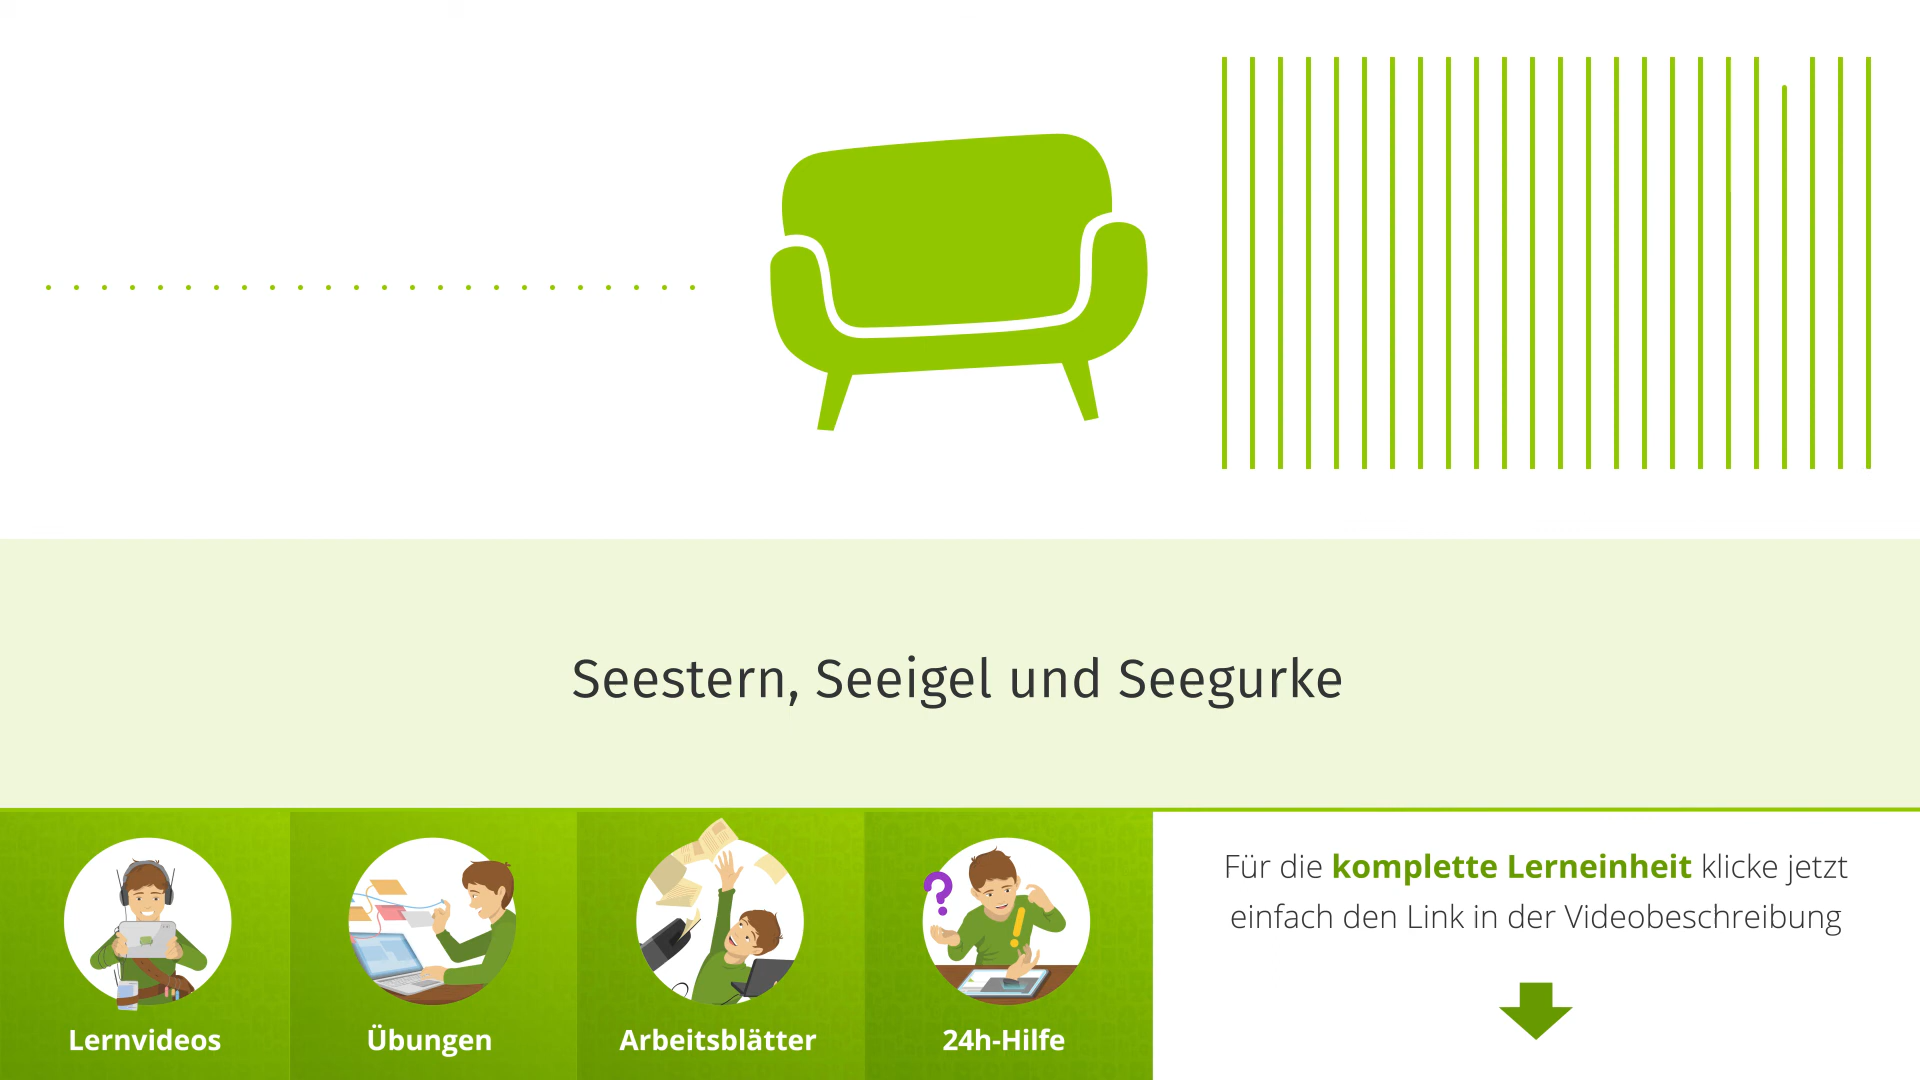 Seestern, Seeigel und Seegurke
Lernvideos
Übungen
Arbeitsblätter
24h-Hilfe
Für die komplette Lerneinheit klicke jetzt
einfach den Link in der Videobeschreibung